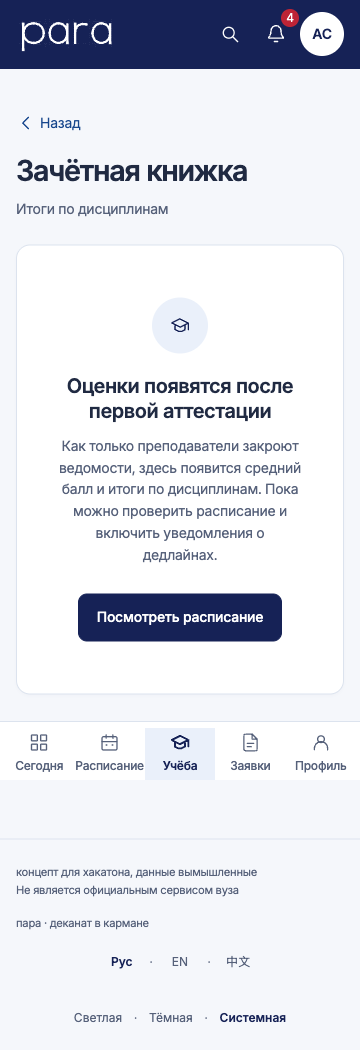 para
4
AC
Назад
Зачётная книжка
Итоги по дисциплинам
Оценки появятся после
первой аттестации
Как только преподаватели закроют
ведомости, здесь появится средний
балл и итоги по дисциплинам. Пока
можно проверить расписание и
включить уведомления о
дедлайнах.
Посмотреть расписание
Сегодня Расписание Учёба Заявки Профиль
концепт для хакатона, данные вымышленные
Не является официальным сервисом вуза
пара · деканат в кармане
Рус · EN · 中文
Светлая · Тёмная · Системная